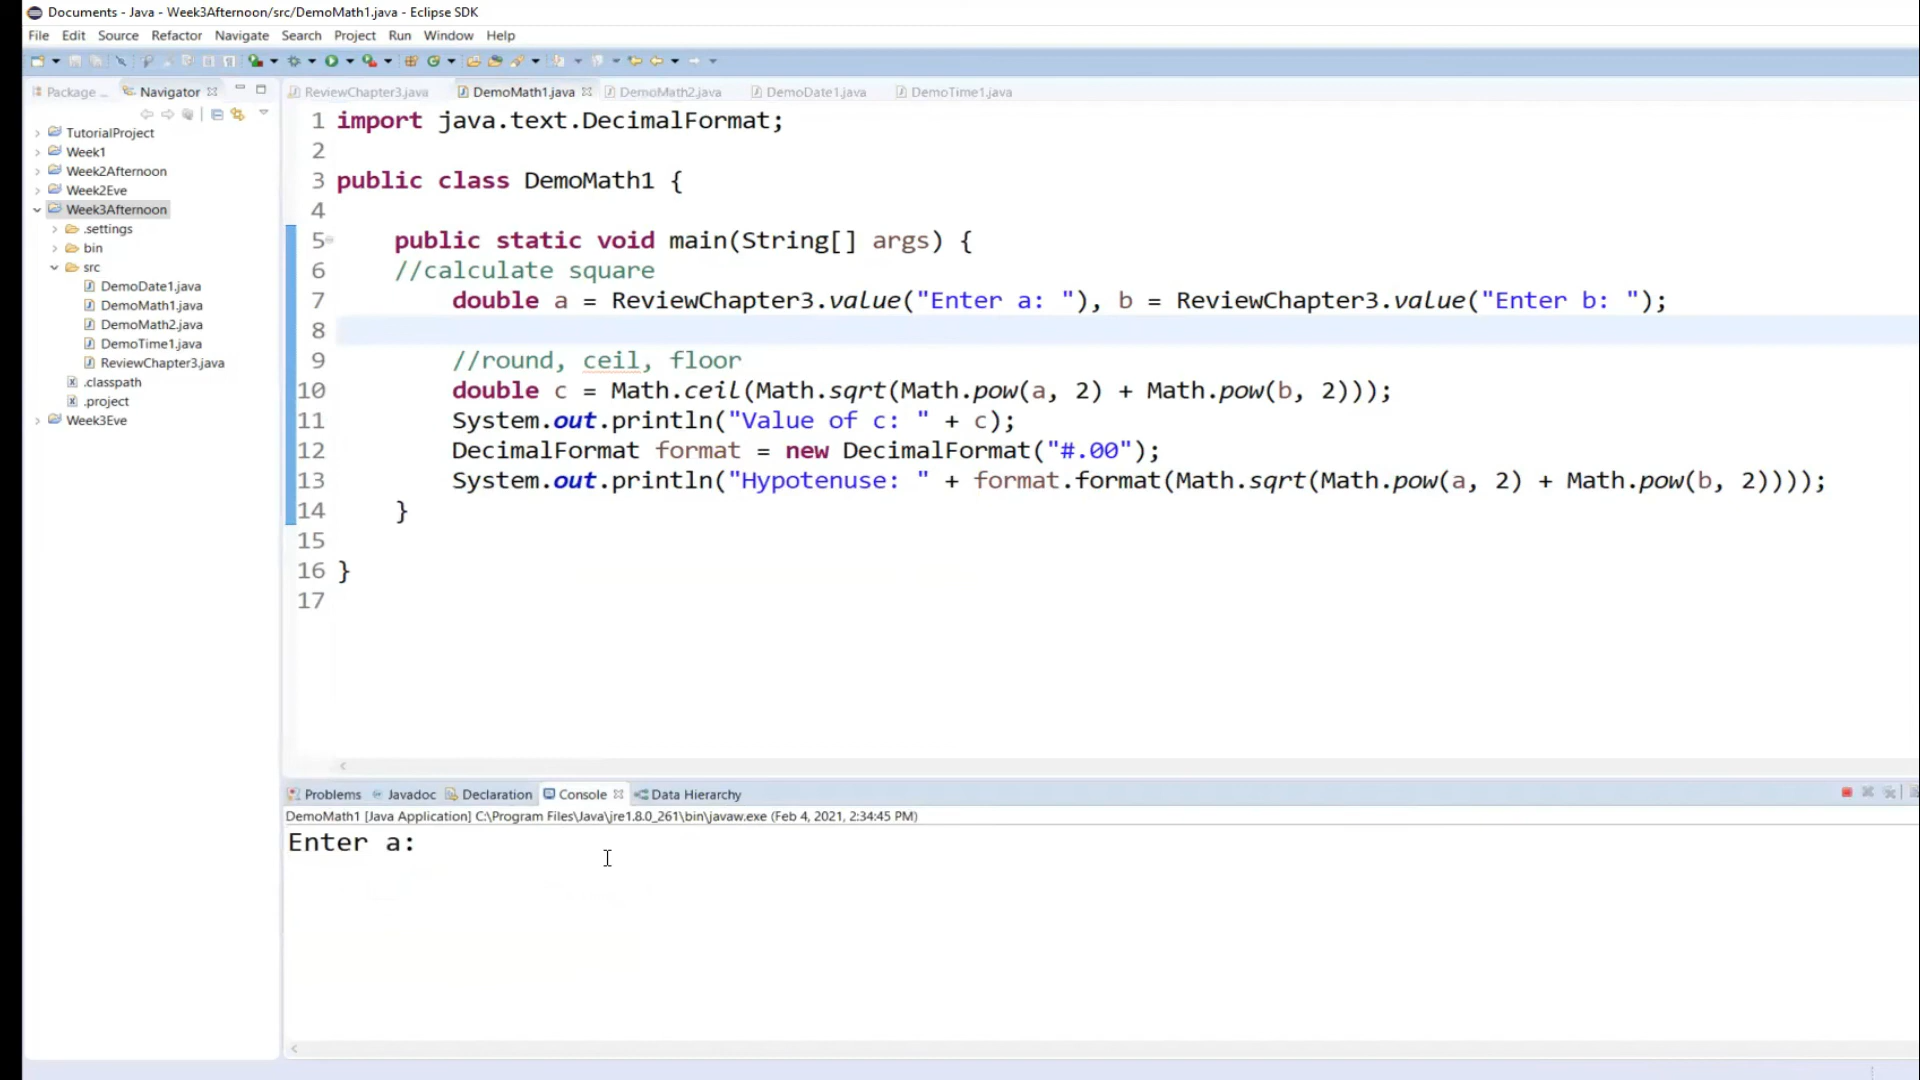 Documents - Java - Week3Afternoon/src/DemoMath1.java - Eclipse SDK
File Edit Source Refactor Navigate Search Project Run Window Help
Package ... Navigator
ReviewChapter3.java DemoMath1.java DemoMath2.java DemoDate1.java DemoTime1.java
TutorialProject
Week1
Week2Afternoon
Week2Eve
Week3Afternoon
.settings
bin
src
DemoDate1.java
DemoMath1.java
DemoMath2.java
DemoTime1.java
ReviewChapter3.java
.classpath
.project
Week3Eve
1 import java.text.DecimalFormat;
2
3 public class DemoMath1 {
4
5 public static void main(String[] args) {
6 //calculate square
7 double a = ReviewChapter3.value("Enter a: "), b = ReviewChapter3.value("Enter b: ");
8
9 //round, ceil, floor
10 double c = Math.ceil(Math.sqrt(Math.pow(a, 2) + Math.pow(b, 2)));
11 System.out.println("Value of c: " + c);
12 DecimalFormat format = new DecimalFormat("#.00");
13 System.out.println("Hypotenuse: " + format.format(Math.sqrt(Math.pow(a, 2) + Math.pow(b, 2))));
14 }
15
16 }
17
Problems Javadoc Declaration Console Data Hierarchy
DemoMath1 [Java Application] C:\Program Files\Java\jre1.8.0_261\bin\javaw.exe (Feb 4, 2021, 2:34:45 PM)
Enter a: